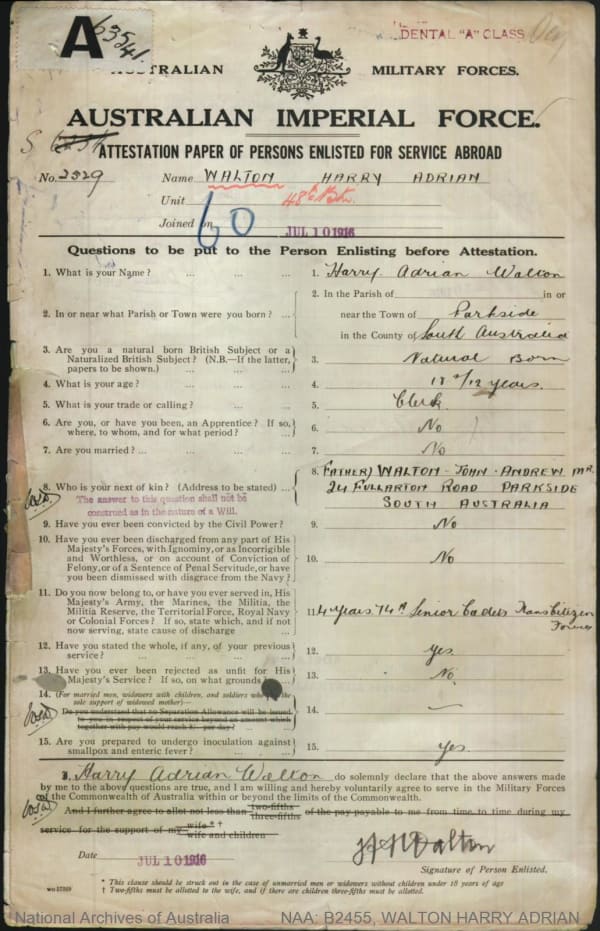 A 63541
DENTAL "A" CLASS
AUSTRALIAN MILITARY FORCES.
AUSTRALIAN IMPERIAL FORCE.
ATTESTATION PAPER OF PERSONS ENLISTED FOR SERVICE ABROAD
No. 2529 Name WALTON HARRY ADRIAN
Unit 48th Btn.
Joined on JUL 10 1916
60
Questions to be put to the Person Enlisting before Attestation.
1. What is your Name? ... ... ... 1. Harry Adrian Walton
2. In or near what Parish or Town were you born? ... 2. In the Parish of in or
near the Town of Parkside
in the County of South Australia
3. Are you a natural born British Subject or a
Naturalized British Subject? (N.B.—If the latter,
papers to be shown.) ... ... 3. Natural Born
4. What is your age? ... ... ... 4. 18 2/12 years.
5. What is your trade or calling? ... ... 5. Clerk.
6. Are you, or have you been, an Apprentice? If so,
where, to whom, and for what period? ... 6. No
7. Are you married? ... ... ... 7. No
8. Who is your next of kin? (Address to be stated) ... 8. FATHER) WALTON - JOHN - ANDREW MR
24 FULLARTON ROAD PARKSIDE
SOUTH AUSTRALIA
The answer to this question shall not be
construed as in the nature of a Will.
9. Have you ever been convicted by the Civil Power? 9. No
10. Have you ever been discharged from any part of His
Majesty's Forces, with Ignominy, or as Incorrigible
and Worthless, or on account of Conviction of
Felony, or of a Sentence of Penal Servitude, or have
you been dismissed with disgrace from the Navy? 10. No
11. Do you now belong to, or have you ever served in, His
Majesty's Army, the Marines, the Militia, the
Militia Reserve, the Territorial Force, Royal Navy
or Colonial Forces? If so, state which, and if not
now serving, state cause of discharge ... 11. 4 years 74th Senior Cadets Trans Citizen
Forces
12. Have you stated the whole, if any, of your previous
service? ... ... ... 12. Yes
13. Have you ever been rejected as unfit for His
Majesty's Service? If so, on what grounds? 13. No.
14. (For married men, widowers with children, and soldiers who are the
sole support of widowed mother)—
Do you understand that no Separation Allowance will be issued
to you in respect of your service beyond an amount which
together with pay would reach 8/- per day? ... 14. —
15. Are you prepared to undergo inoculation against
smallpox and enteric fever? ... ... 15. Yes.
I, Harry Adrian Walton do solemnly declare that the above answers made
by me to the above questions are true, and I am willing and hereby voluntarily agree to serve in the Military Forces
of the Commonwealth of Australia within or beyond the limits of the Commonwealth.
And I further agree to allot not less than two-fifths three-fifths of the pay payable to me from time to time during my
service for the support of my wife * †
wife and children
HAWalton
Date JUL 10 1916 Signature of Person Enlisted.
* This clause should be struck out in the case of unmarried men or widowers without children under 18 years of age
† Two-fifths must be allotted to the wife, and if there are children three-fifths must be allotted.
National Archives of Australia NAA: B2455, WALTON HARRY ADRIAN